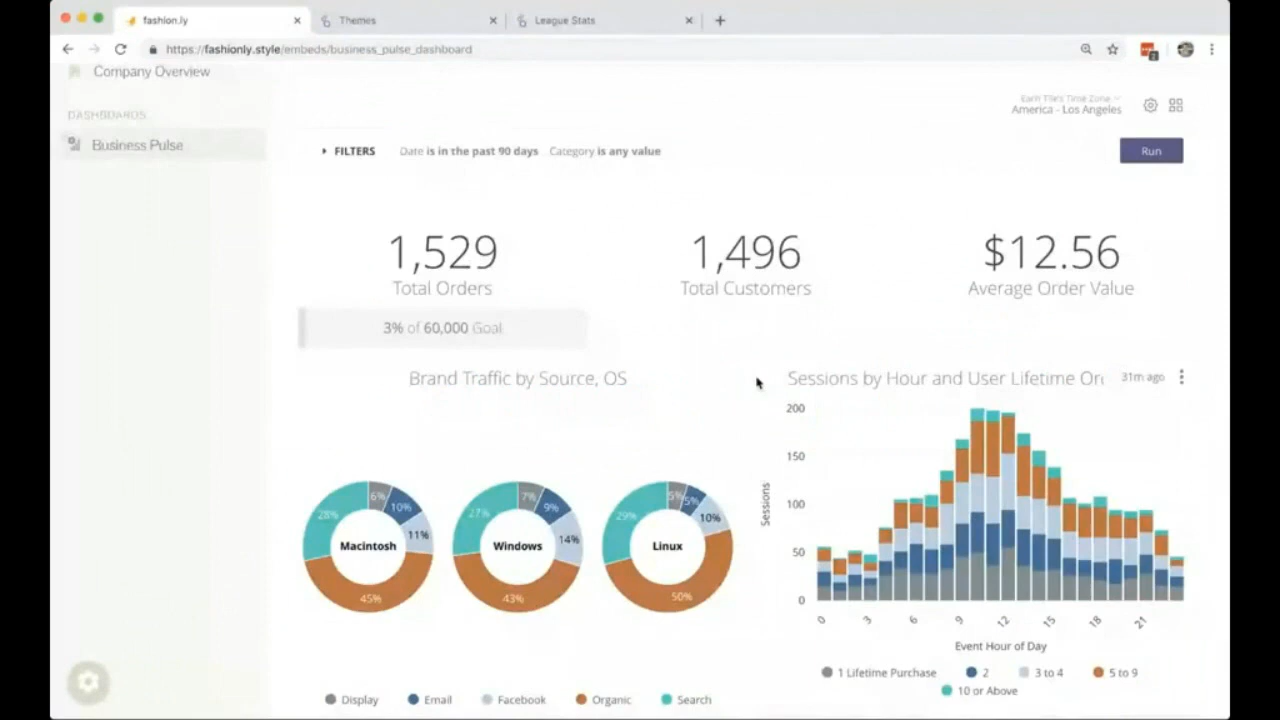 fashion.ly
Themes
League Stats
https://fashionly.style/embeds/business_pulse_dashboard
Company Overview
DASHBOARDS
Business Pulse
Each Tile's Time Zone
America - Los Angeles
FILTERS Date is in the past 90 days Category is any value
Run
1,529
Total Orders
3% of 60,000 Goal
1,496
Total Customers
$12.56
Average Order Value
Brand Traffic by Source, OS
6%
10%
11%
45%
28%
Macintosh
7%
9%
14%
43%
27%
Windows
5%
5%
10%
50%
29%
Linux
Display Email Facebook Organic Search
Sessions by Hour and User Lifetime Or
31m ago
200
150
100
50
0
Sessions
0 3 6 9 12 15 18 21
Event Hour of Day
1 Lifetime Purchase 2 3 to 4 5 to 9
10 or Above